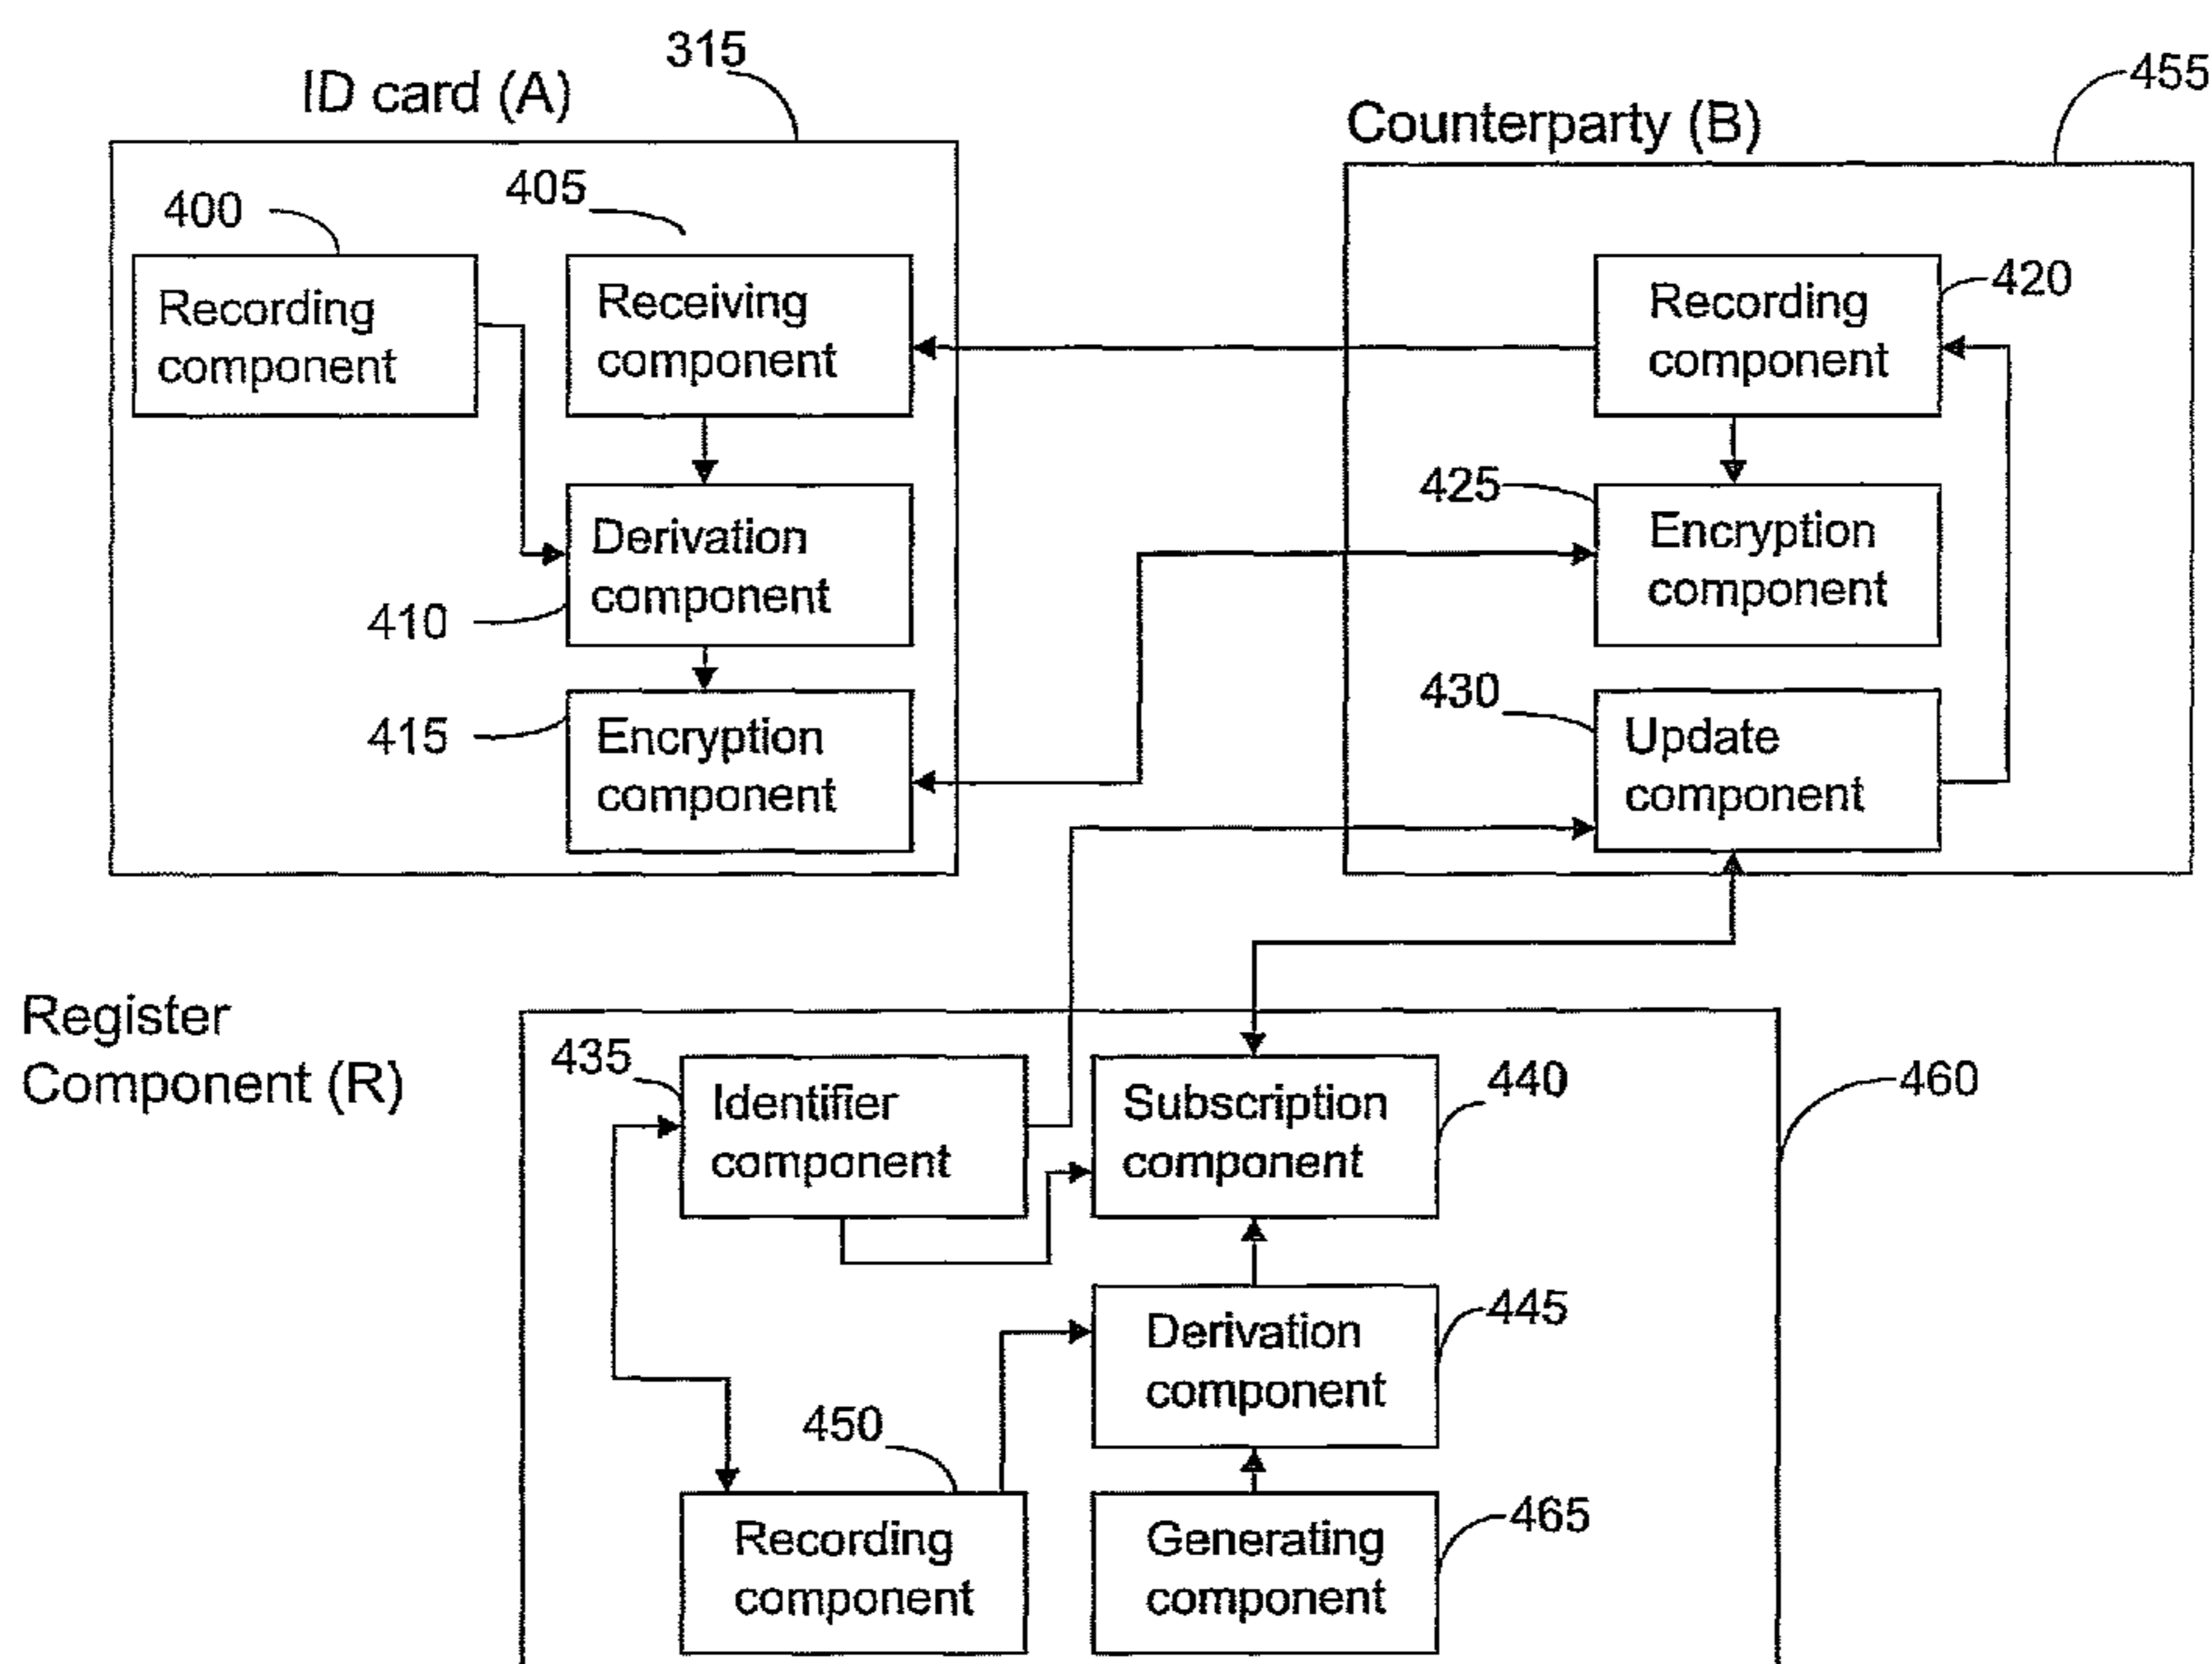 315
ID card (A)
455
Counterparty (B)
400
405
Recording
component
Receiving
component
Recording
component
420
Derivation
component
410
425
Encryption
component
415
Encryption
component
430
Update
component
Register
Component (R)
435
Identifier
component
Subscription
component
440
460
Derivation
component
445
450
Recording
component
Generating
component
465